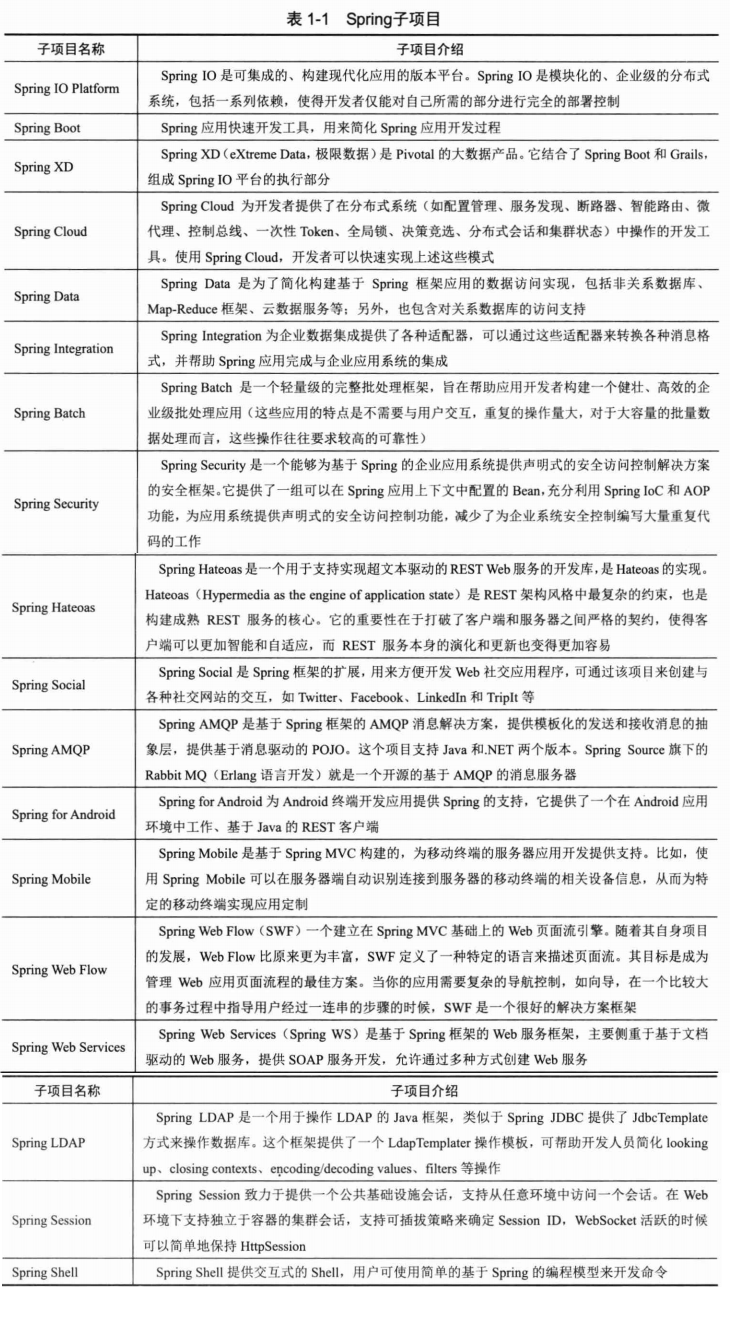 表 1-1 Spring子项目
子项目名称 子项目介绍
Spring IO Platform
Spring IO 是可集成的、构建现代化应用的版本平台。Spring IO 是模块化的、企业级的分布式
系统，包括一系列依赖，使得开发者仅能对自己所需的部分进行完全的部署控制
Spring Boot
Spring 应用快速开发工具，用来简化 Spring 应用开发过程
Spring XD
Spring XD（eXtreme Data，极限数据）是 Pivotal 的大数据产品。它结合了 Spring Boot 和 Grails，
组成 Spring IO 平台的执行部分
Spring Cloud
Spring Cloud 为开发者提供了在分布式系统（如配置管理、服务发现、断路器、智能路由、微
代理、控制总线、一次性 Token、全局锁、决策竞选、分布式会话和集群状态）中操作的开发工
具。使用 Spring Cloud，开发者可以快速实现上述这些模式
Spring Data
Spring Data 是为了简化构建基于 Spring 框架应用的数据访问实现，包括非关系数据库、
Map-Reduce 框架、云数据服务等；另外，也包含对关系数据库的访问支持
Spring Integration
Spring Integration 为企业数据集成提供了各种适配器，可以通过这些适配器来转换各种消息格
式，并帮助 Spring 应用完成与企业应用系统的集成
Spring Batch
Spring Batch 是一个轻量级的完整批处理框架，旨在帮助应用开发者构建一个健壮、高效的企
业级批处理应用（这些应用的特点是不需要与用户交互，重复的操作量大，对于大容量的批量数
据处理而言，这些操作往往要求较高的可靠性）
Spring Security
Spring Security 是一个能够为基于 Spring 的企业应用系统提供声明式的安全访问控制解决方案
的安全框架。它提供了一组可以在 Spring 应用上下文中配置的 Bean，充分利用 Spring IoC 和 AOP
功能，为应用系统提供声明式的安全访问控制功能，减少了为企业系统安全控制编写大量重复代
码的工作
Spring Hateoas
Spring Hateoas 是一个用于支持实现超文本驱动的 REST Web 服务的开发库，是 Hateoas 的实现。
Hateoas（Hypermedia as the engine of application state）是 REST 架构风格中最复杂的约束，也是
构建成熟 REST 服务的核心。它的重要性在于打破了客户端和服务器之间严格的契约，使得客
户端可以更加智能和自适应，而 REST 服务本身的演化和更新也变得更加容易
Spring Social
Spring Social 是 Spring 框架的扩展，用来方便开发 Web 社交应用程序，可通过该项目来创建与
各种社交网站的交互，如 Twitter、Facebook、LinkedIn 和 TripIt 等
Spring AMQP
Spring AMQP 是基于 Spring 框架的 AMQP 消息解决方案，提供模板化的发送和接收消息的抽
象层，提供基于消息驱动的 POJO。这个项目支持 Java 和.NET 两个版本。Spring Source 旗下的
Rabbit MQ（Erlang 语言开发）就是一个开源的基于 AMQP 的消息服务器
Spring for Android
Spring for Android 为 Android 终端开发应用提供 Spring 的支持，它提供了一个在 Android 应用
环境中工作、基于 Java 的 REST 客户端
Spring Mobile
Spring Mobile 是基于 Spring MVC 构建的，为移动终端的服务器应用开发提供支持。比如，使
用 Spring Mobile 可以在服务器端自动识别连接到服务器的移动终端的相关设备信息，从而为特
定的移动终端实现应用定制
Spring Web Flow
Spring Web Flow（SWF）一个建立在 Spring MVC 基础上的 Web 页面流引擎。随着其自身项目
的发展，Web Flow 比原来更为丰富，SWF 定义了一种特定的语言来描述页面流。其目标是成为
管理 Web 应用页面流程的最佳方案。当你的应用需要复杂的导航控制，如向导，在一个比较大
的事务过程中指导用户经过一连串的步骤的时候，SWF 是一个很好的解决方案框架
Spring Web Services
Spring Web Services（Spring WS）是基于 Spring 框架的 Web 服务框架，主要侧重于基于文档
驱动的 Web 服务，提供 SOAP 服务开发，允许通过多种方式创建 Web 服务
子项目名称 子项目介绍
Spring LDAP
Spring LDAP 是一个用于操作 LDAP 的 Java 框架，类似于 Spring JDBC 提供了 JdbcTemplate
方式来操作数据库。这个框架提供了一个 LdapTemplater 操作模板，可帮助开发人员简化 looking
up、closing contexts、encoding/decoding values、filters 等操作
Spring Session
Spring Session 致力于提供一个公共基础设施会话，支持从任意环境中访问一个会话。在 Web
环境下支持独立于容器的集群会话，支持可插拔策略来确定 Session ID，WebSocket 活跃的时候
可以简单地保持 HttpSession
Spring Shell
Spring Shell 提供交互式的 Shell，用户可使用简单的基于 Spring 的编程模型来开发命令